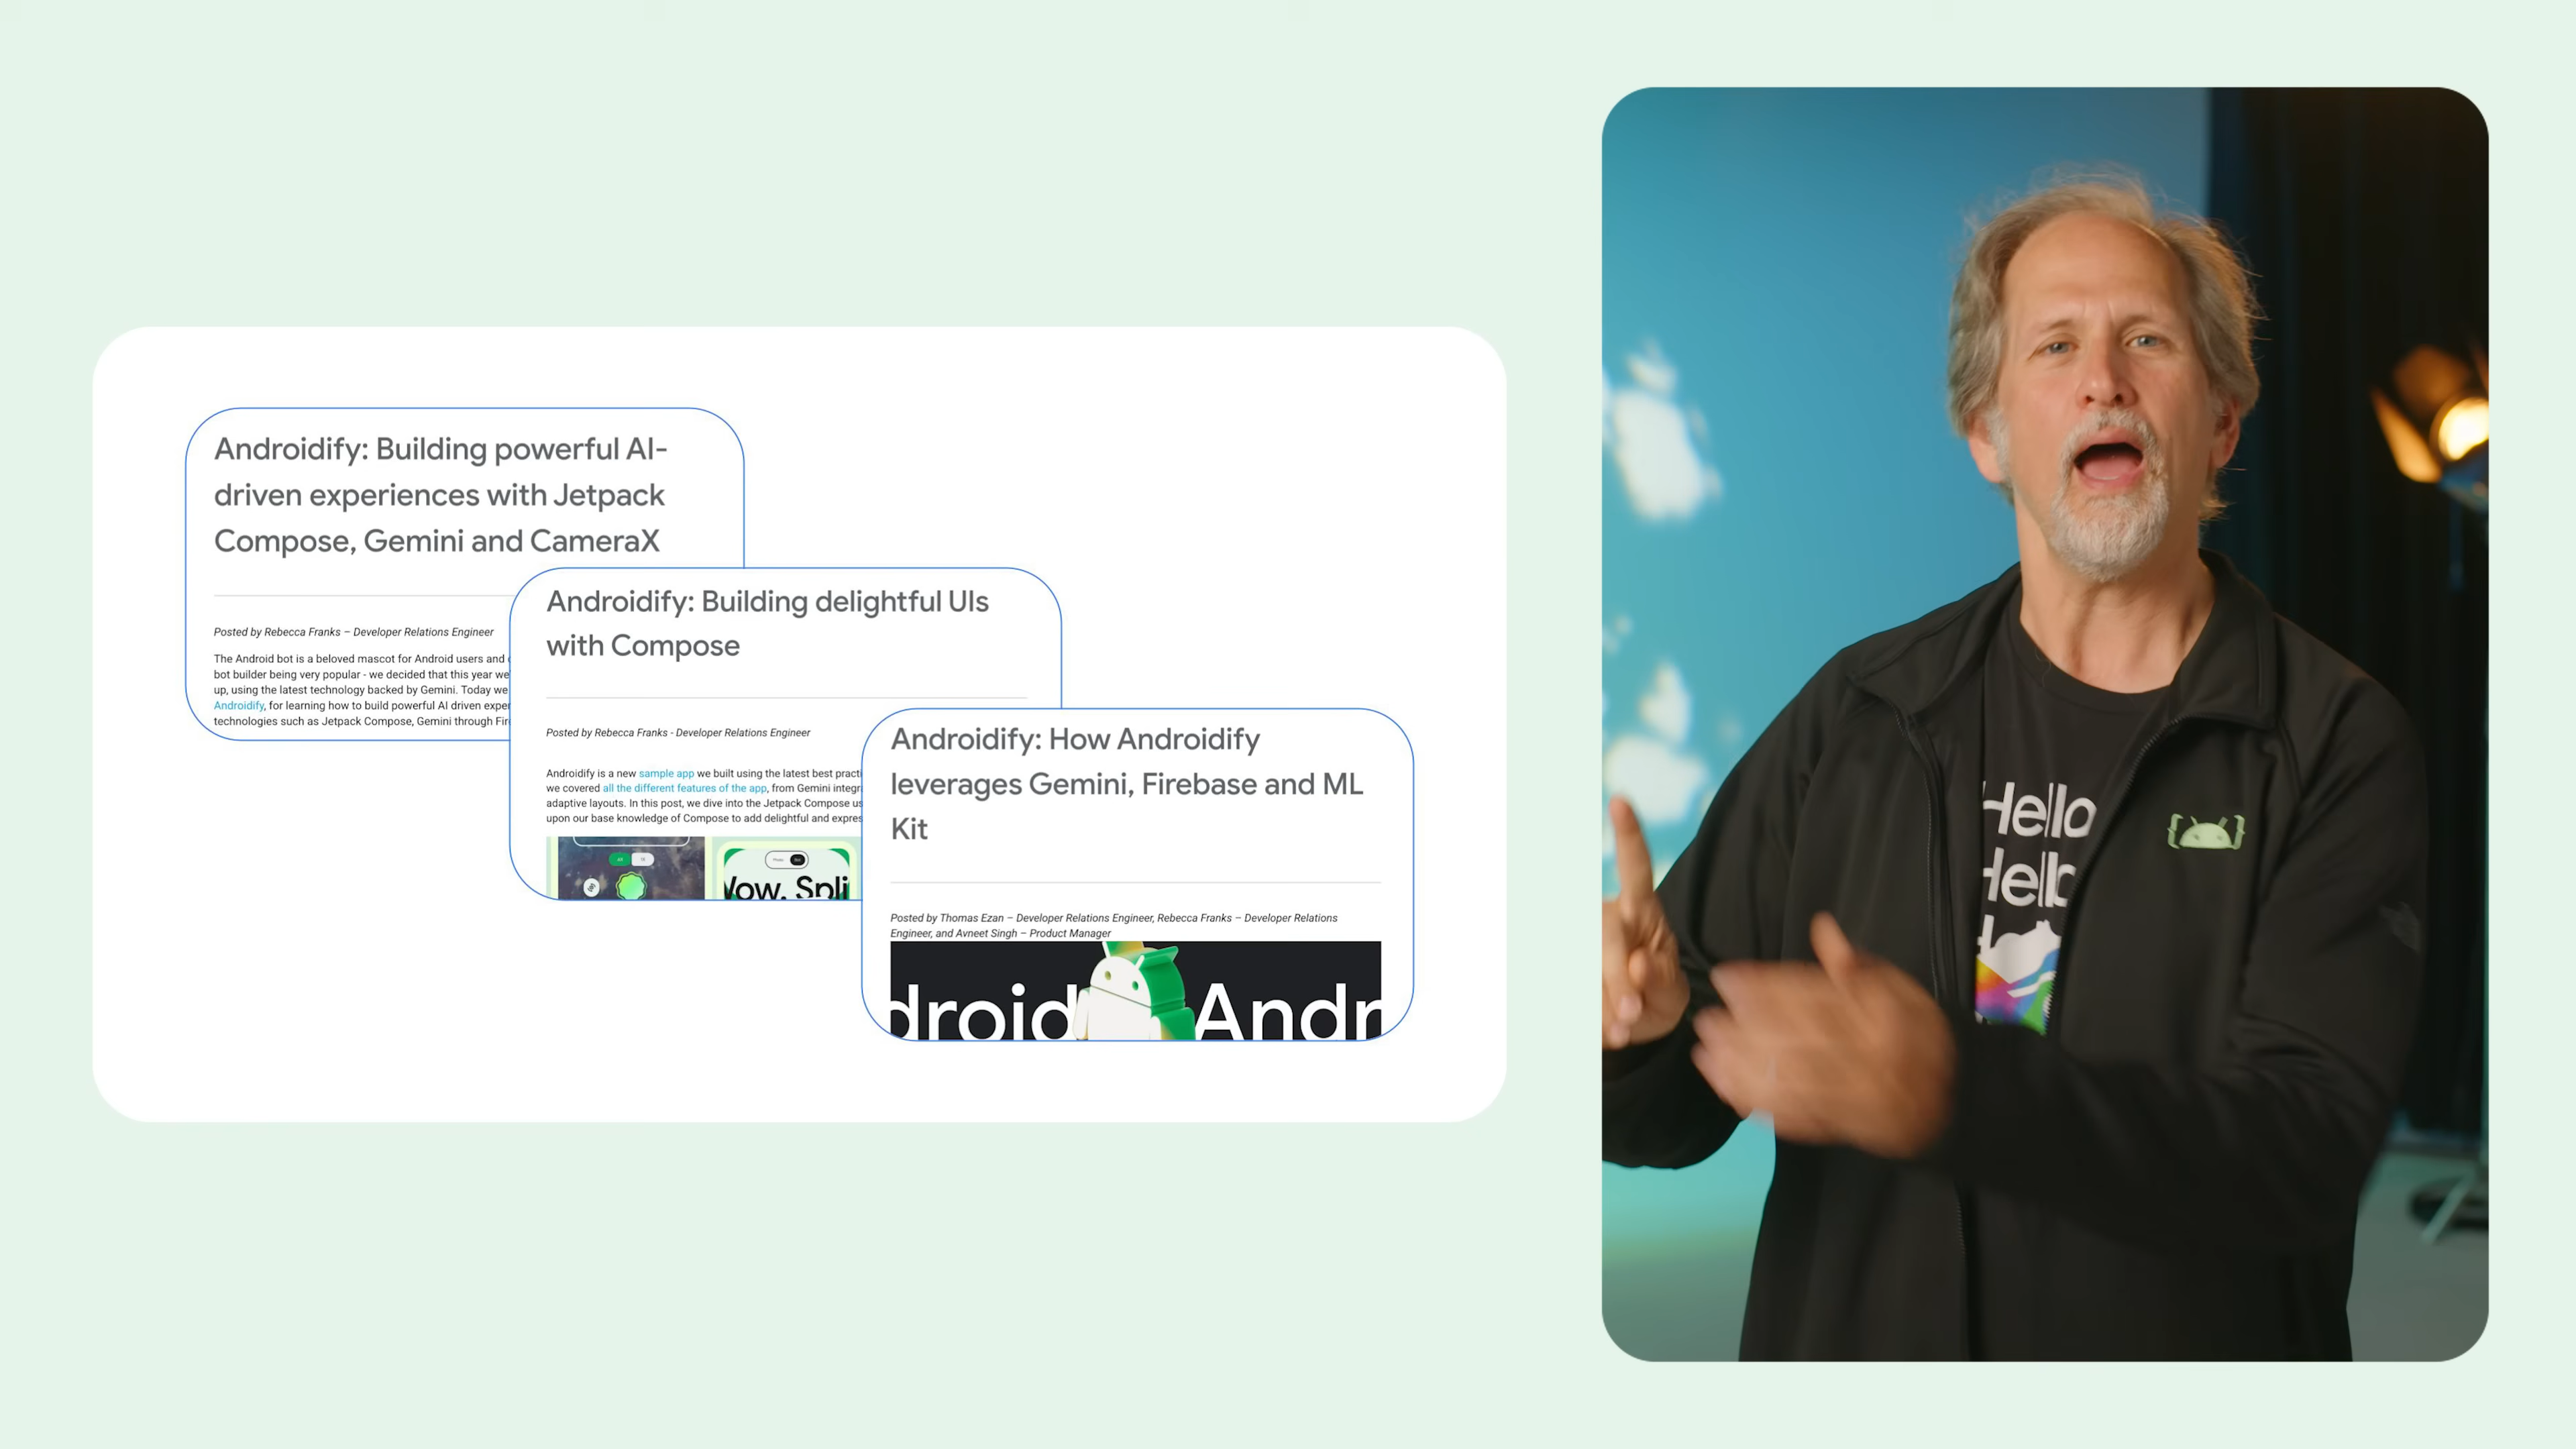 Androidify: Building powerful AI-
driven experiences with Jetpack
Compose, Gemini and CameraX
Posted by Rebecca Franks – Developer Relations Engineer
The Android bot is a beloved mascot for Android users and
bot builder being very popular - we decided that this year we
up, using the latest technology backed by Gemini. Today we
Androidify, for learning how to build powerful AI driven
technologies such as Jetpack Compose, Gemini through
Androidify: Building delightful UIs
with Compose
Posted by Rebecca Franks - Developer Relations Engineer
Androidify is a new sample app we built using the latest best
we covered all the different features of the app, from Gemini
adaptive layouts. In this post, we dive into the Jetpack Compose
upon our base knowledge of Compose to add delightful and
Wow. Spli
Androidify: How Androidify
leverages Gemini, Firebase and ML
Kit
Posted by Thomas Ezan – Developer Relations Engineer, Rebecca Franks – Developer Relations
Engineer, and Avneet Singh – Product Manager
droid Andr
Hello
Hello